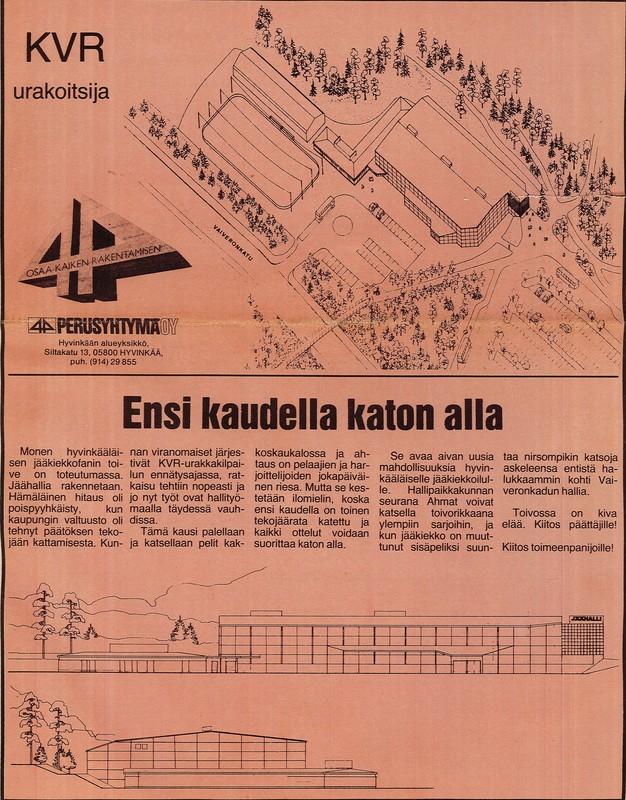 KVR
urakoitsija
VAIVERONKATU
OSAA KAIKEN RAKENTAMISEN
PERUSYHTYMÄ OY
Hyvinkään alueyksikkö,
Siltakatu 13, 05800 HYVINKÄÄ,
puh. (914) 29 855
Ensi kaudella katon alla
Monen hyvinkääläi-
sen jääkiekkofanin toi-
ve on toteutumassa.
Jäähallia rakennetaan.
Hämäläinen hitaus oli
poispyyhkäisty, kun
kaupungin valtuusto oli
tehnyt päätöksen teko-
jään kattamisesta. Kun-
nan viranomaiset järjes-
tivät KVR-urakkakilpai-
lun ennätysajassa, rat-
kaisu tehtiin nopeasti ja
jo nyt työt ovat hallityö-
maalla täydessä vauh-
dissa.
Tämä kausi palellaan
ja katsellaan pelit kak-
koskaukalossa ja ah-
taus on pelaajien ja har-
joittelijoiden jokapäiväi-
nen riesa. Mutta se kes-
tetään ilomielin, koska
ensi kaudella on toinen
tekojäärata katettu ja
kaikki ottelut voidaan
suorittaa katon alla.
Se avaa aivan uusia
mahdollisuuksia hyvin-
kääläiselle jääkiekkoilul-
le. Hallipaikkakunnan
seurana Ahmat voivat
katsella toivorikkaana
ylempiin sarjoihin, ja
kun jääkiekko on muut-
tunut sisäpeliksi suun-
taa nirsompikin katsoja
askeleensa entistä ha-
lukkaammin kohti Vai-
veronkadun hallia.
Toivossa on kiva
elää. Kiitos päättäjille!
Kiitos toimeenpanijoille!
JÄÄHALLI